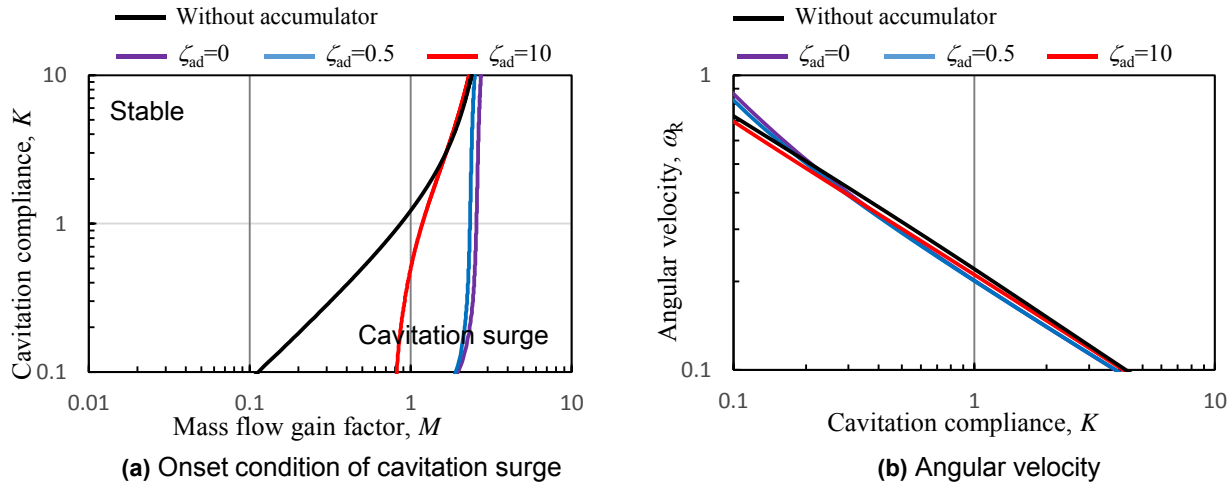 Without accumulator
ζad=0 ζad=0.5 ζad=10
10
Stable
1
Cavitation surge
0.1
0.01 0.1 1 10
Cavitation compliance, K
Mass flow gain factor, M
(a) Onset condition of cavitation surge
Without accumulator
ζad=0 ζad=0.5 ζad=10
1
0.1
0.1 1 10
Angular velocity, ωR
Cavitation compliance, K
(b) Angular velocity